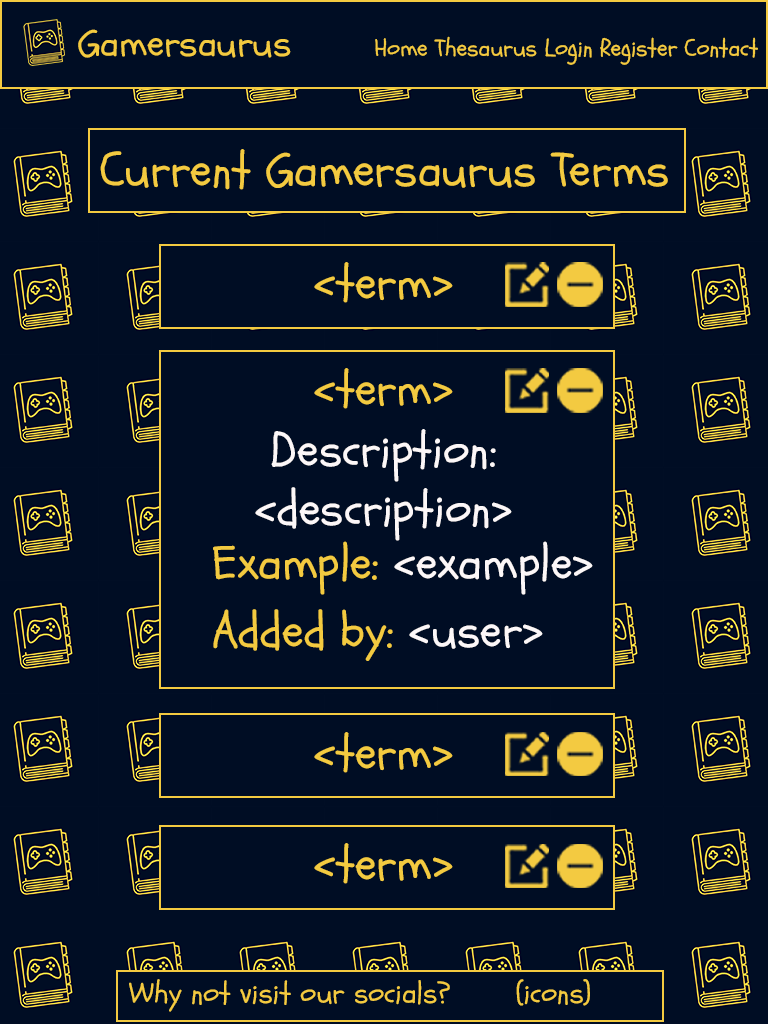 Gamersaurus
Home Thesaurus Login Register Contact
Current Gamersaurus Terms
<term>
<term>
Description:
<description>
Example: <example>
Added by: <user>
<term>
<term>
Why not visit our socials? (icons)